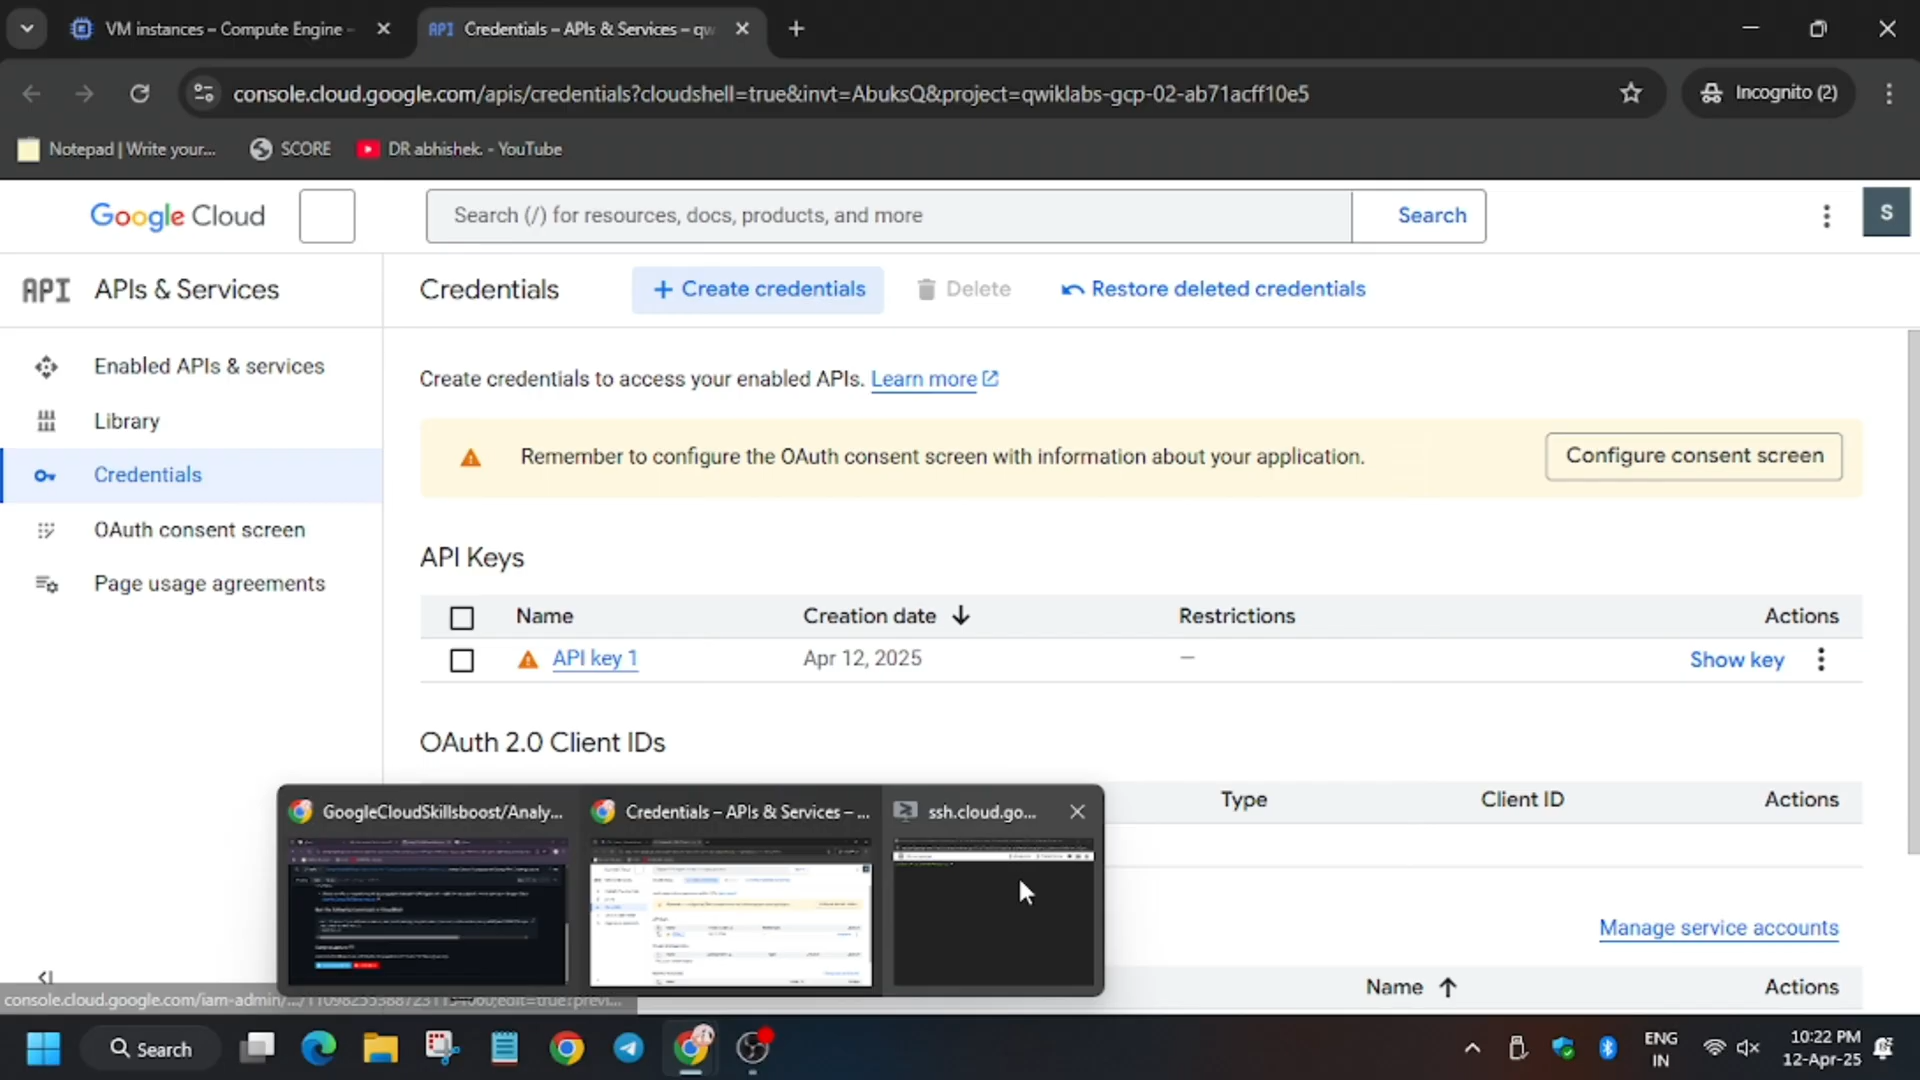 VM instances – Compute Engine –
API Credentials – APIs & Services – qw
console.cloud.google.com/apis/credentials?cloudshell=true&invt=AbuksQ&project=qwiklabs-gcp-02-ab71acff10e5
Incognito (2)
Notepad | Write your...
SCORE
DR abhishek. - YouTube
Google Cloud
Search (/) for resources, docs, products, and more
Search
S
API APIs & Services
Credentials
+ Create credentials
Delete
Restore deleted credentials
Enabled APIs & services
Library
Credentials
OAuth consent screen
Page usage agreements
Create credentials to access your enabled APIs. Learn more
Remember to configure the OAuth consent screen with information about your application.
Configure consent screen
API Keys
Name Creation date Restrictions Actions
API key 1 Apr 12, 2025 – Show key
OAuth 2.0 Client IDs
Type Client ID Actions
Manage service accounts
Name Actions
GoogleCloudSkillsboost/Analy...
Credentials – APIs & Services – ...
ssh.cloud.go...
Search
ENG
IN
10:22 PM
12-Apr-25